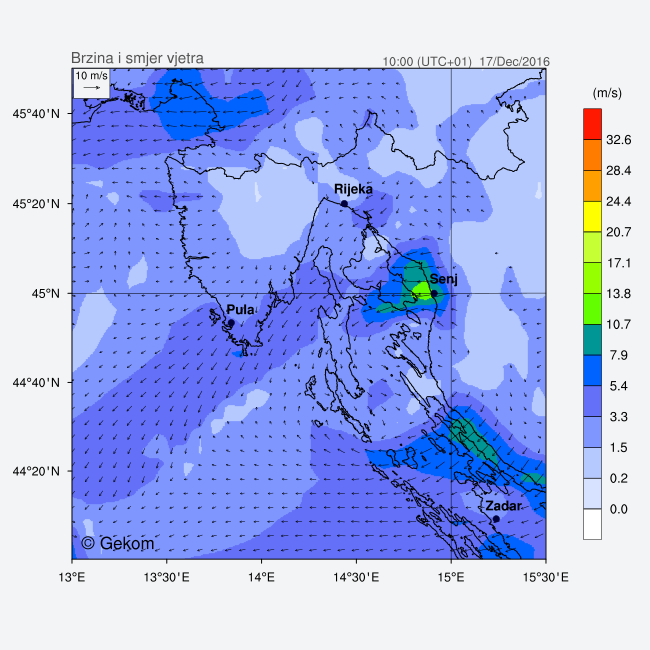 Brzina i smjer vjetra
10:00 (UTC+01) 17/Dec/2016
10 m/s
(m/s)
45°40'N
45°20'N
45°N
44°40'N
44°20'N
Rijeka
Senj
Pula
Zadar
© Gekom
32.6
28.4
24.4
20.7
17.1
13.8
10.7
7.9
5.4
3.3
1.5
0.2
0.0
13°E
13°30'E
14°E
14°30'E
15°E
15°30'E